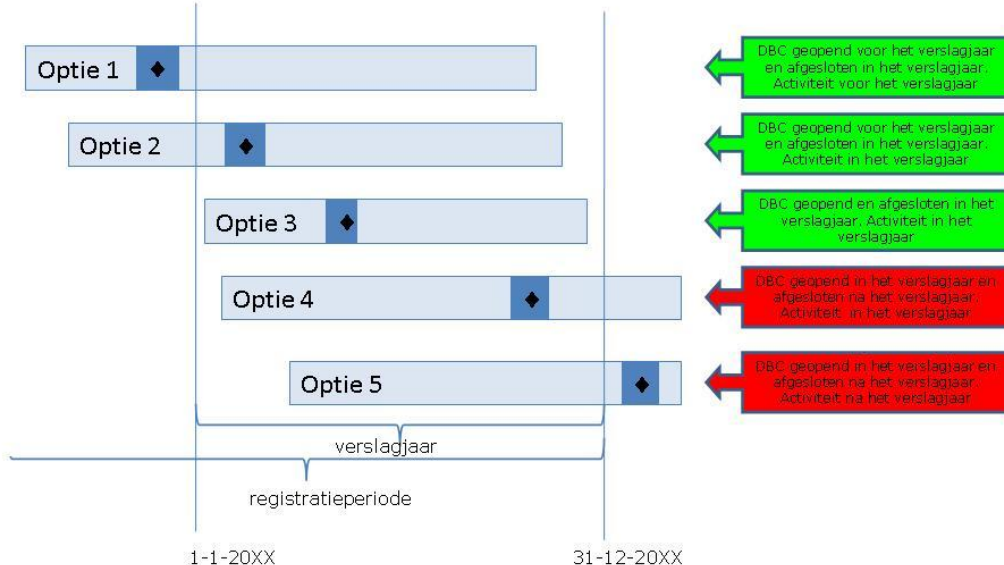 Optie 1
DBC geopend voor het verslagjaar
en afgesloten in het verslagjaar.
Activiteit voor het verslagjaar
Optie 2
DBC geopend voor het verslagjaar
en afgesloten in het verslagjaar.
Activiteit in het verslagjaar
Optie 3
DBC geopend en afgesloten in het
verslagjaar. Activiteit in het
verslagjaar
Optie 4
DBC geopend in het verslagjaar en
afgesloten na het verslagjaar.
Activiteit in het verslagjaar
Optie 5
DBC geopend in het verslagjaar en
afgesloten na het verslagjaar.
Activiteit na het verslagjaar
verslagjaar
registratieperiode
1-1-20XX
31-12-20XX